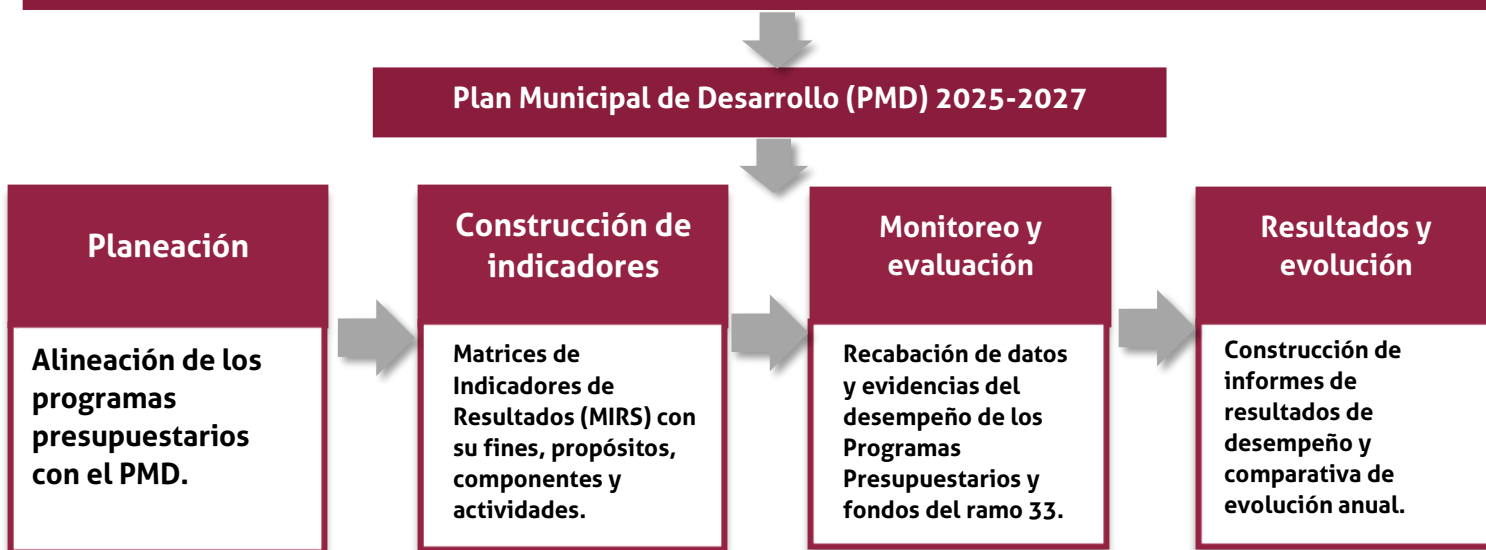 Plan Municipal de Desarrollo (PMD) 2025-2027
Planeación
Alineación de los
programas
presupuestarios
con el PMD.
Construcción de
indicadores
Matrices de
Indicadores de
Resultados (MIRS) con
su fines, propósitos,
componentes y
actividades.
Monitoreo y
evaluación
Recabación de datos
y evidencias del
desempeño de los
Programas
Presupuestarios y
fondos del ramo 33.
Resultados y
evolución
Construcción de
informes de
resultados de
desempeño y
comparativa de
evolución anual.